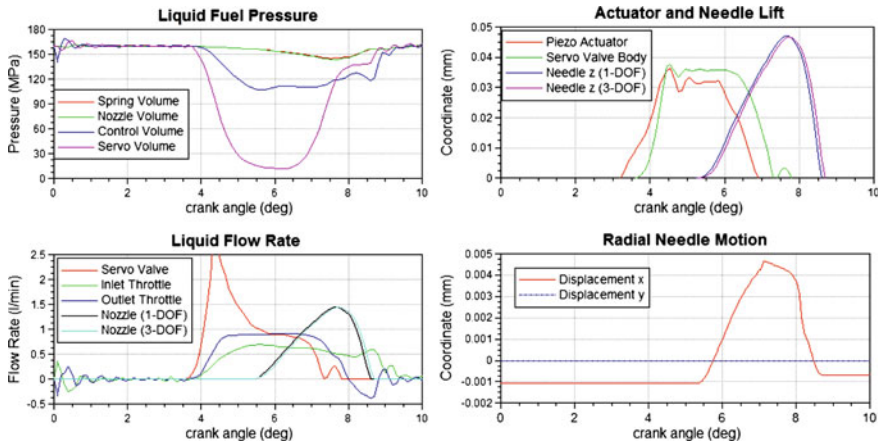 Liquid Fuel Pressure
Pressure (MPa)
180
150
120
90
60
30
0
Spring Volume
Nozzle Volume
Control Volume
Servo Volume
0 2 4 6 8 10
crank angle (deg)
Actuator and Needle Lift
Coordinate (mm)
0.05
0.04
0.03
0.02
0.01
0
Piezo Actuator
Servo Valve Body
Needle z (1-DOF)
Needle z (3-DOF)
0 2 4 6 8 10
crank angle (deg)
Liquid Flow Rate
Flow Rate (l/min)
2.5
2
1.5
1
0.5
0
-0.5
Servo Valve
Inlet Throttle
Outlet Throttle
Nozzle (1-DOF)
Nozzle (3-DOF)
0 2 4 6 8 10
crank angle (deg)
Radial Needle Motion
Coordinate (mm)
0.005
0.004
0.003
0.002
0.001
0
-0.001
0.002
Displacement x
Displacement y
0 2 4 6 8 10
crank angle (deg)